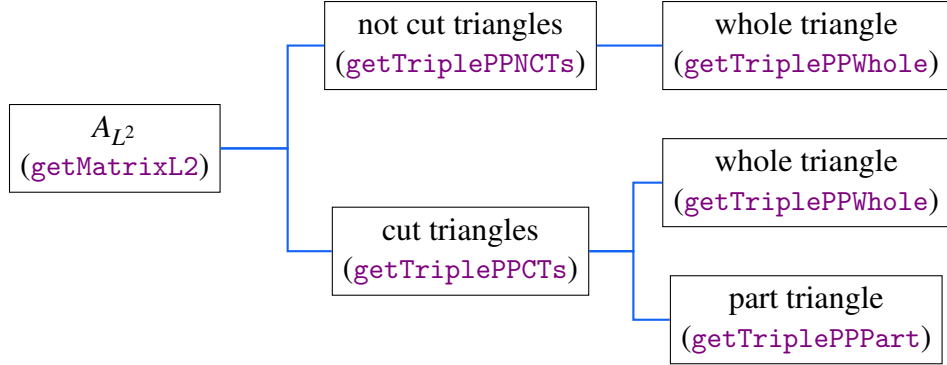 not cut triangles
(getTriplePPNCTs)
whole triangle
(getTriplePPWhole)
A_{L^2}
(getMatrixL2)
whole triangle
(getTriplePPWhole)
cut triangles
(getTriplePPCTs)
part triangle
(getTriplePPPart)